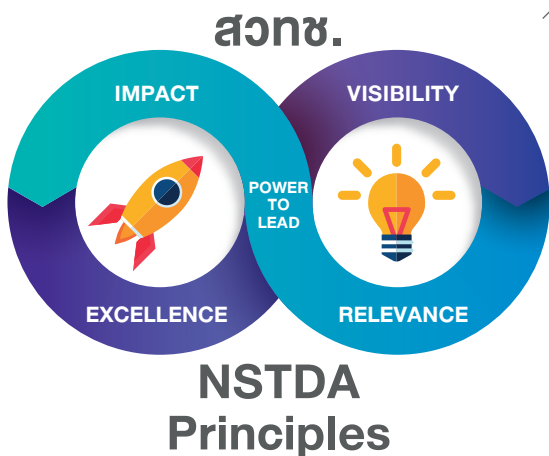 สวทช.
IMPACT
VISIBILITY
POWER
TO
LEAD
EXCELLENCE
RELEVANCE
NSTDA
Principles